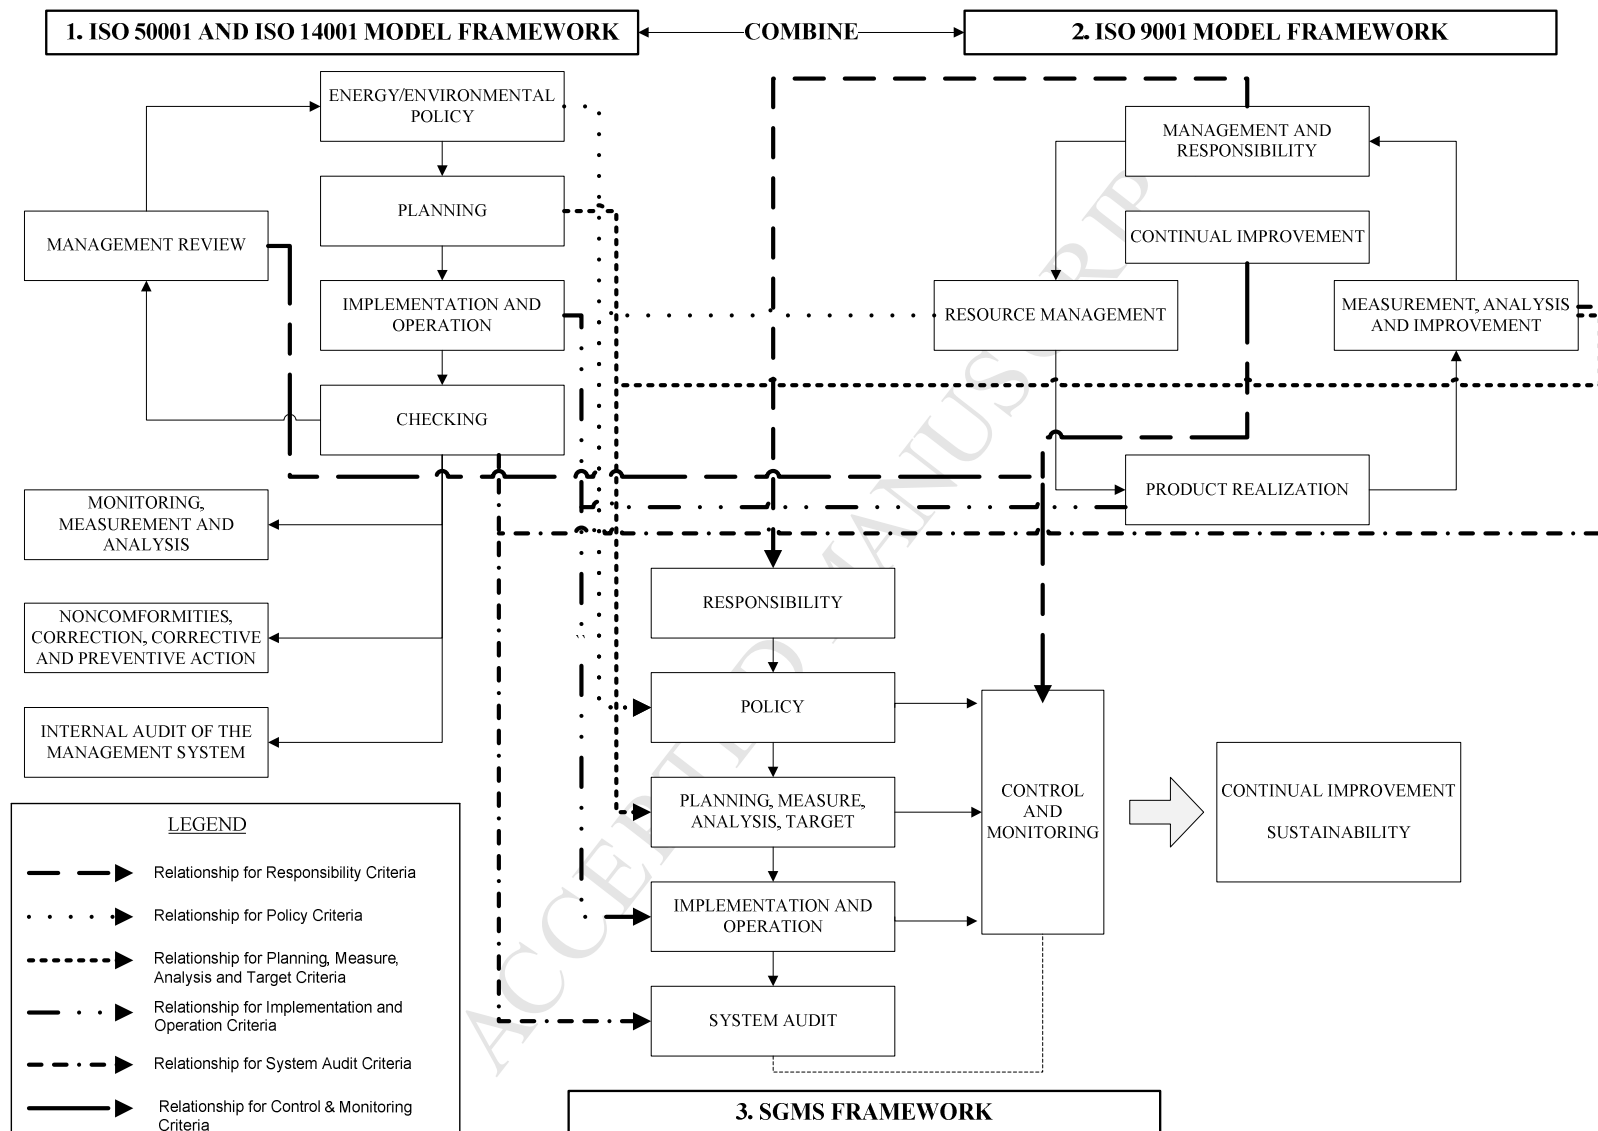 1. ISO 50001 AND ISO 14001 MODEL FRAMEWORK
COMBINE
2. ISO 9001 MODEL FRAMEWORK
ENERGY/ENVIRONMENTAL
POLICY
PLANNING
MANAGEMENT REVIEW
IMPLEMENTATION AND
OPERATION
CHECKING
MONITORING,
MEASUREMENT AND
ANALYSIS
NONCOMFORMITIES,
CORRECTION, CORRECTIVE
AND PREVENTIVE ACTION
INTERNAL AUDIT OF THE
MANAGEMENT SYSTEM
MANAGEMENT AND
RESPONSIBILITY
CONTINUAL IMPROVEMENT
RESOURCE MANAGEMENT
MEASUREMENT, ANALYSIS
AND IMPROVEMENT
PRODUCT REALIZATION
RESPONSIBILITY
POLICY
PLANNING, MEASURE,
ANALYSIS, TARGET
IMPLEMENTATION AND
OPERATION
SYSTEM AUDIT
CONTROL
AND
MONITORING
CONTINUAL IMPROVEMENT
SUSTAINABILITY
LEGEND
Relationship for Responsibility Criteria
Relationship for Policy Criteria
Relationship for Planning, Measure,
Analysis and Target Criteria
Relationship for Implementation and
Operation Criteria
Relationship for System Audit Criteria
Relationship for Control & Monitoring
Criteria
3. SGMS FRAMEWORK
ACCEPTED MANUSCRIP